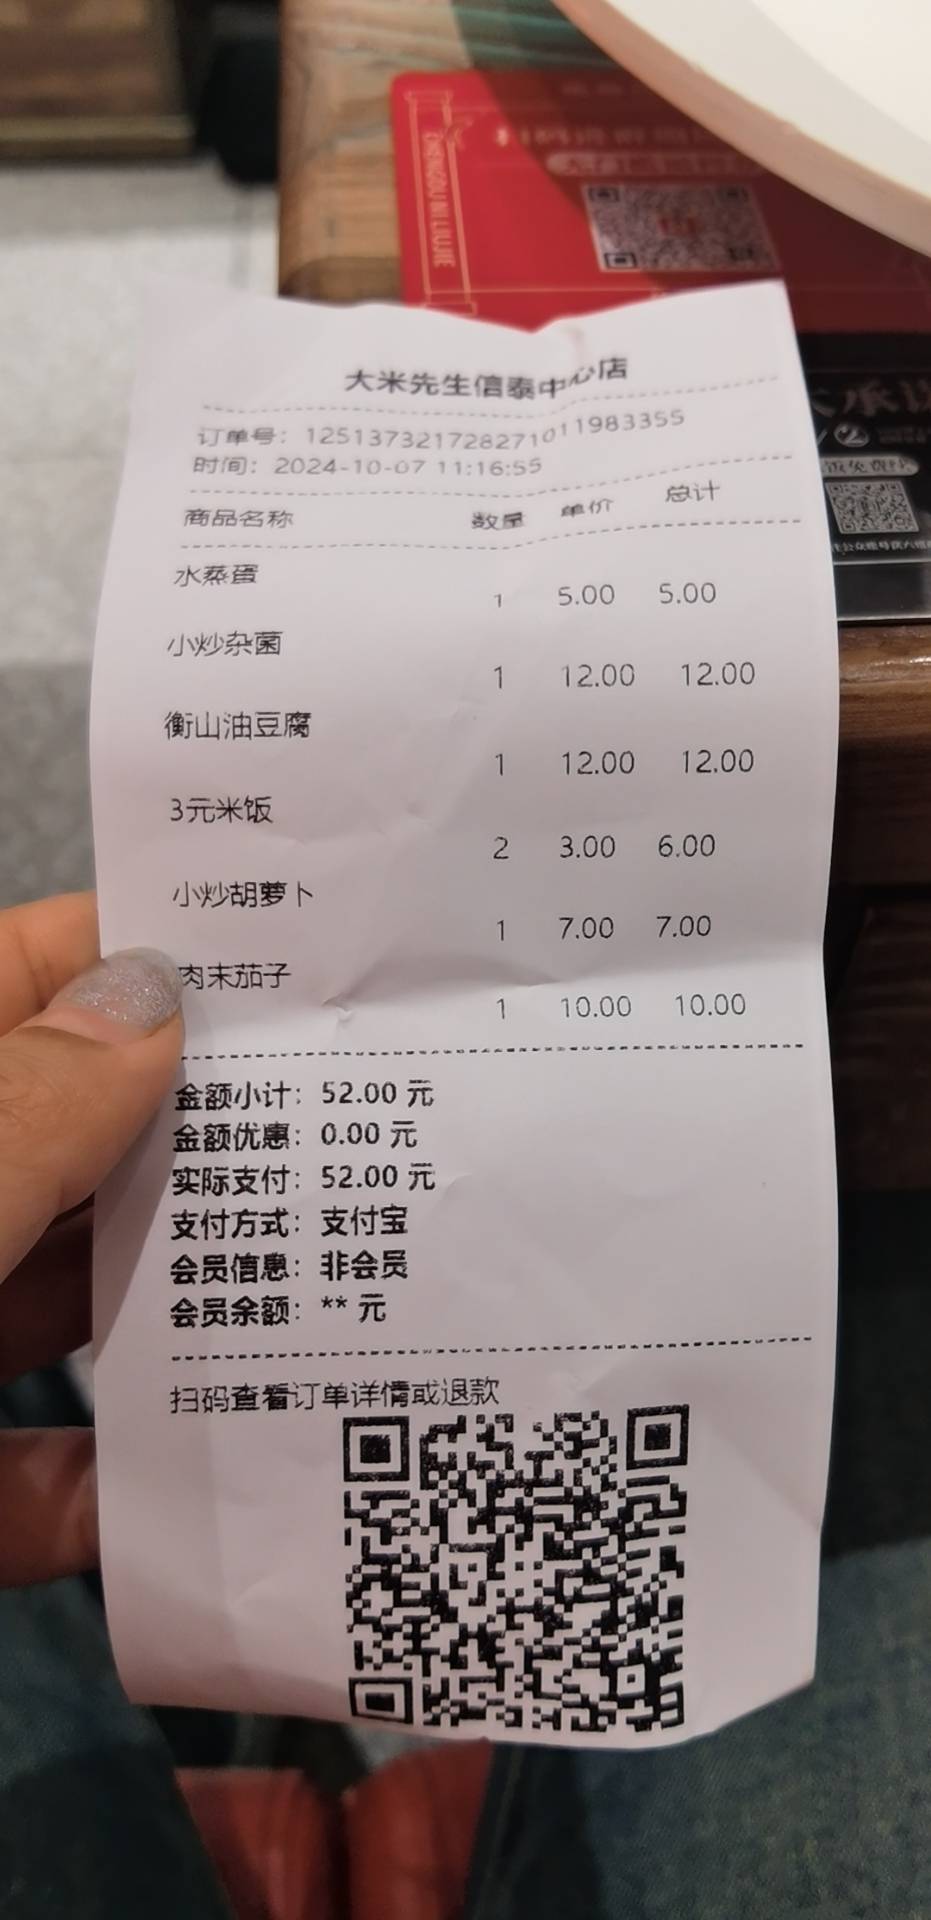 CHENGDU NI LIUJIE
大米先生信泰中心店
订单号：125137321728271011983355
时间：2024-10-07 11:16:55
商品名称 数量 单价 总计
水蒸蛋
1 5.00 5.00
小炒杂菌
1 12.00 12.00
衡山油豆腐
1 12.00 12.00
3元米饭
2 3.00 6.00
小炒胡萝卜
1 7.00 7.00
肉末茄子
1 10.00 10.00
金额小计：52.00 元
金额优惠：0.00 元
实际支付：52.00 元
支付方式：支付宝
会员信息：非会员
会员余额：** 元
扫码查看订单详情或退款